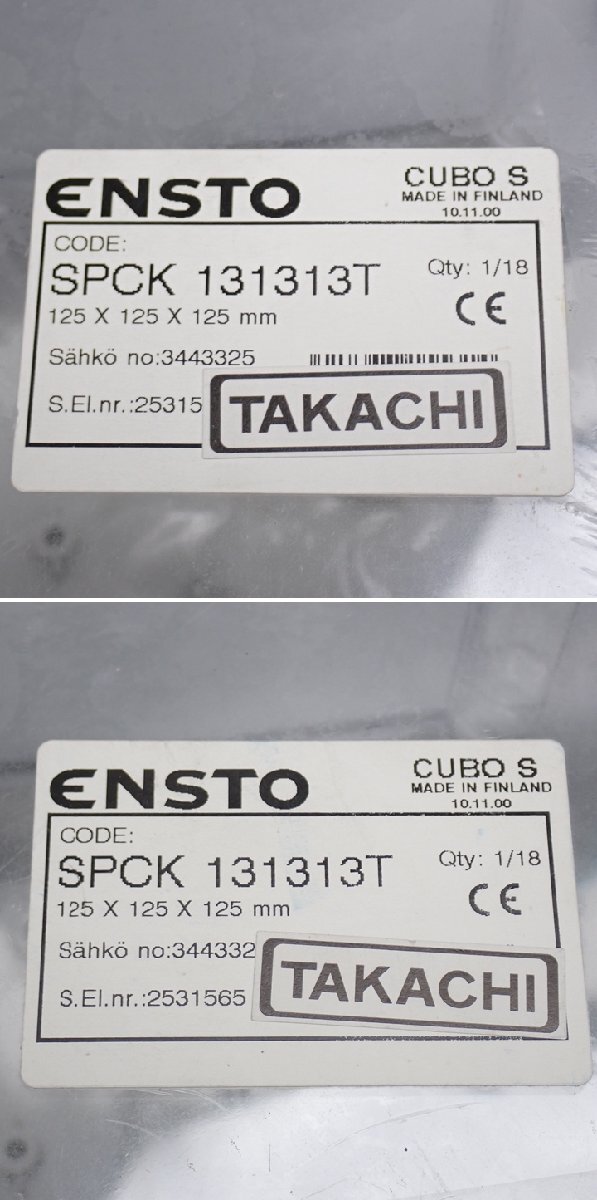 ENSTO
CUBO S
MADE IN FINLAND
10.11.00
CODE:
SPCK 131313T
Qty: 1/18
125 X 125 X 125 mm
CE
Sähkö no:3443325
S.El.nr.:25315
TAKACHI
ENSTO
CUBO S
MADE IN FINLAND
10.11.00
CODE:
SPCK 131313T
Qty: 1/18
125 X 125 X 125 mm
CE
Sähkö no:344332
S.El.nr.:2531565
TAKACHI